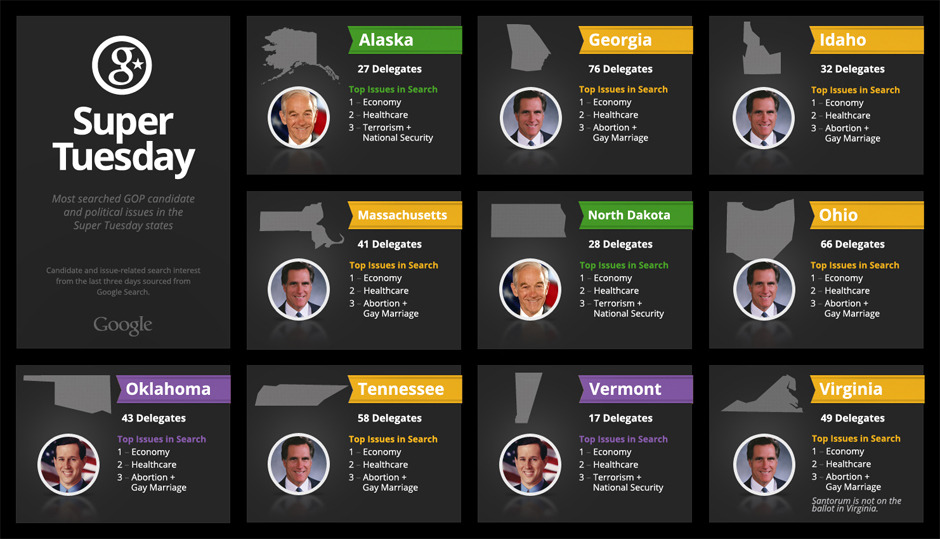 g
Super
Tuesday
Most searched GOP candidate
and political issues in the
Super Tuesday states
Candidate and issue-related search interest
from the last three days sourced from
Google Search.
Google
Alaska
27 Delegates
Top Issues in Search
1 – Economy
2 – Healthcare
3 – Terrorism +
National Security
Georgia
76 Delegates
Top Issues in Search
1 – Economy
2 – Healthcare
3 – Abortion +
Gay Marriage
Idaho
32 Delegates
Top Issues in Search
1 – Economy
2 – Healthcare
3 – Abortion +
Gay Marriage
Massachusetts
41 Delegates
Top Issues in Search
1 – Economy
2 – Healthcare
3 – Abortion +
Gay Marriage
North Dakota
28 Delegates
Top Issues in Search
1 – Economy
2 – Healthcare
3 – Terrorism +
National Security
Ohio
66 Delegates
Top Issues in Search
1 – Economy
2 – Healthcare
3 – Abortion +
Gay Marriage
Oklahoma
43 Delegates
Top Issues in Search
1 – Economy
2 – Healthcare
3 – Abortion +
Gay Marriage
Tennessee
58 Delegates
Top Issues in Search
1 – Economy
2 – Healthcare
3 – Abortion +
Gay Marriage
Vermont
17 Delegates
Top Issues in Search
1 – Economy
2 – Healthcare
3 – Terrorism +
National Security
Virginia
49 Delegates
Top Issues in Search
1 – Economy
2 – Healthcare
3 – Abortion +
Gay Marriage
Santorum is not on the
ballot in Virginia.